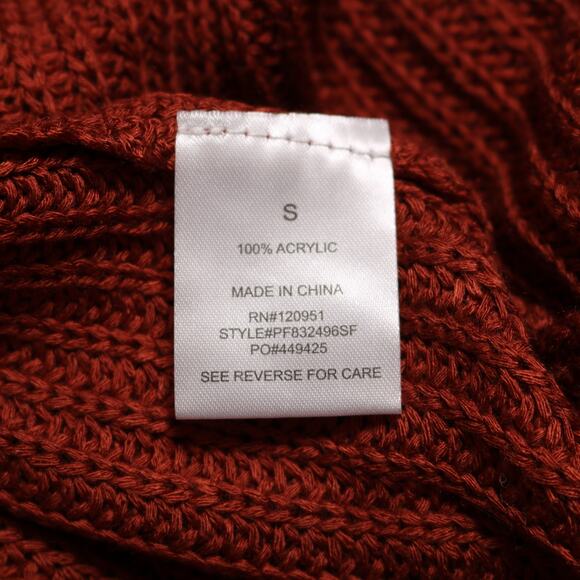 S
100% ACRYLIC
MADE IN CHINA
RN#120951
STYLE#PF832496SF
PO#449425
SEE REVERSE FOR CARE